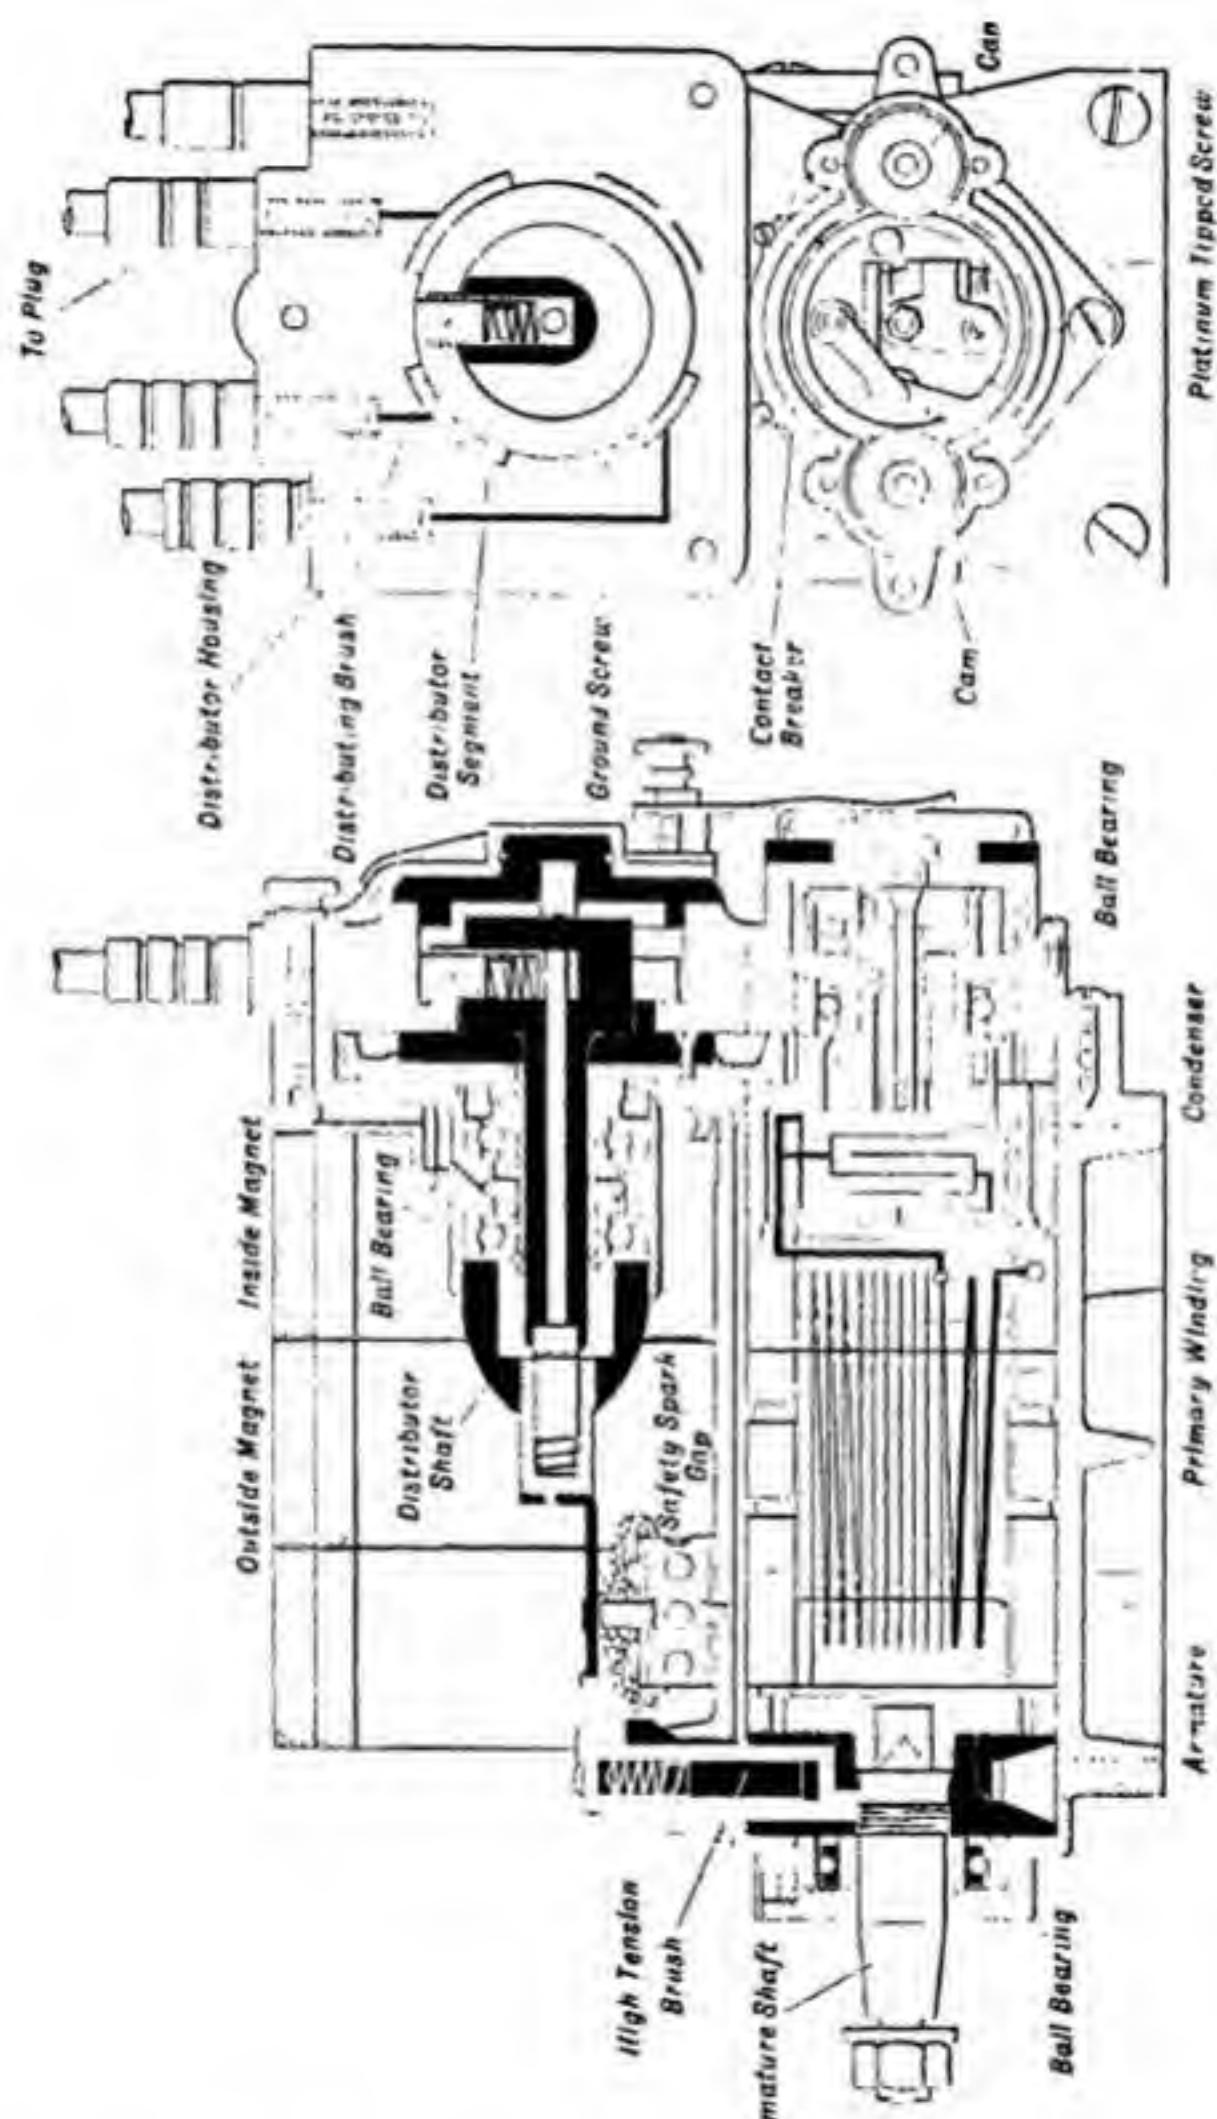 To Plug
Distributor Housing
Distributing Brush
Distributor
Segment
Ground Screw
Contact
Breaker
Cam
Cam
Platinum Tipped Screw
Outside Magnet
Inside Magnet
Ball Bearing
Distributor
Shaft
Safety Spark
Gap
High Tension
Brush
mature Shaft
Ball Bearing
Armature
Primary Winding
Condenser
Ball Bearing